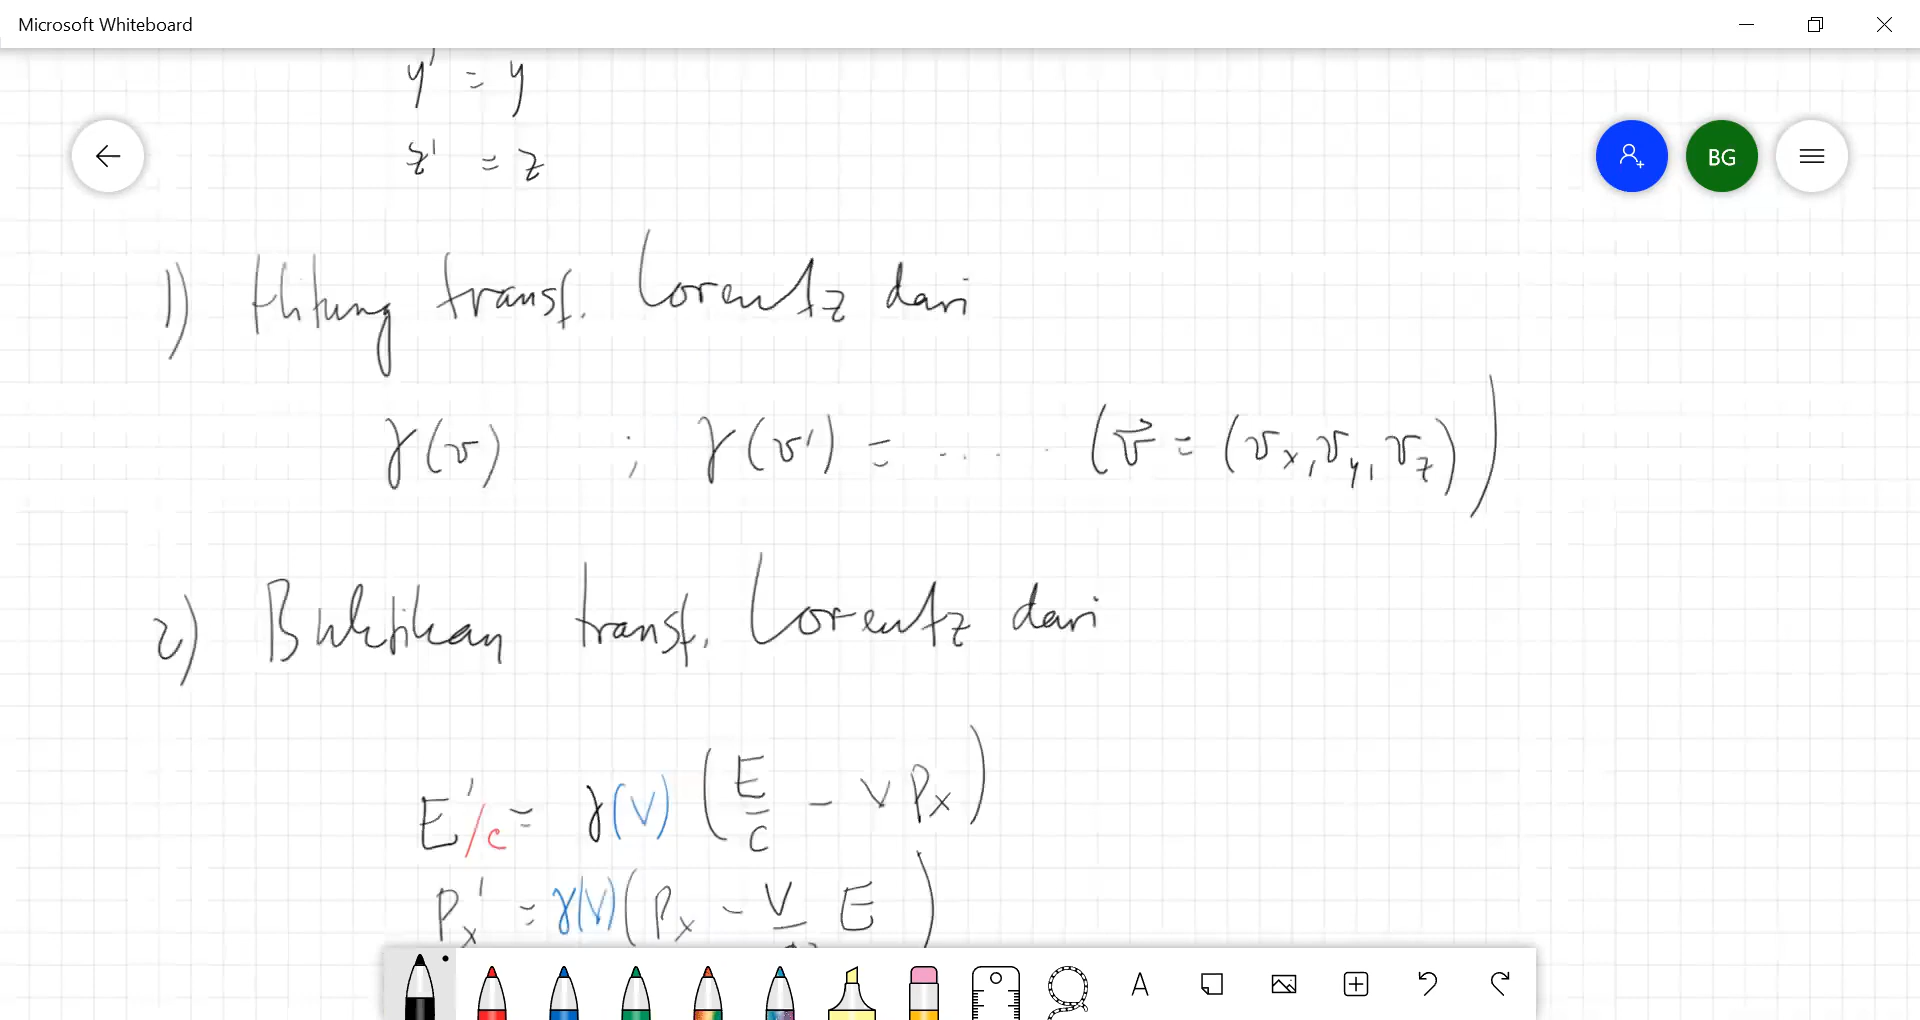 Microsoft Whiteboard
y' = y
z' = z
BG
1) Hitung transf. Lorentz dari
γ(v) ; γ(v') = ..... (v⃗ = (vx, vy, vz))
2) Buktikan transf. Lorentz dari
E'/c = γ(V) (E/c - V Px)
Px' = γ(V) (Px - V/c² E)
A